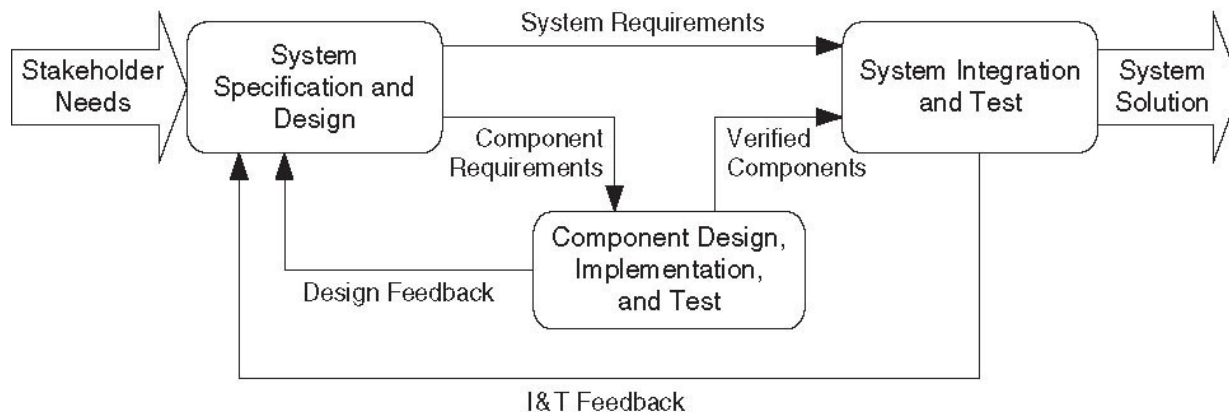 System Requirements
Stakeholder
Needs
System
Specification and
Design
System Integration
and Test
System
Solution
Component
Requirements
Verified
Components
Component Design,
Implementation,
and Test
Design Feedback
I&T Feedback